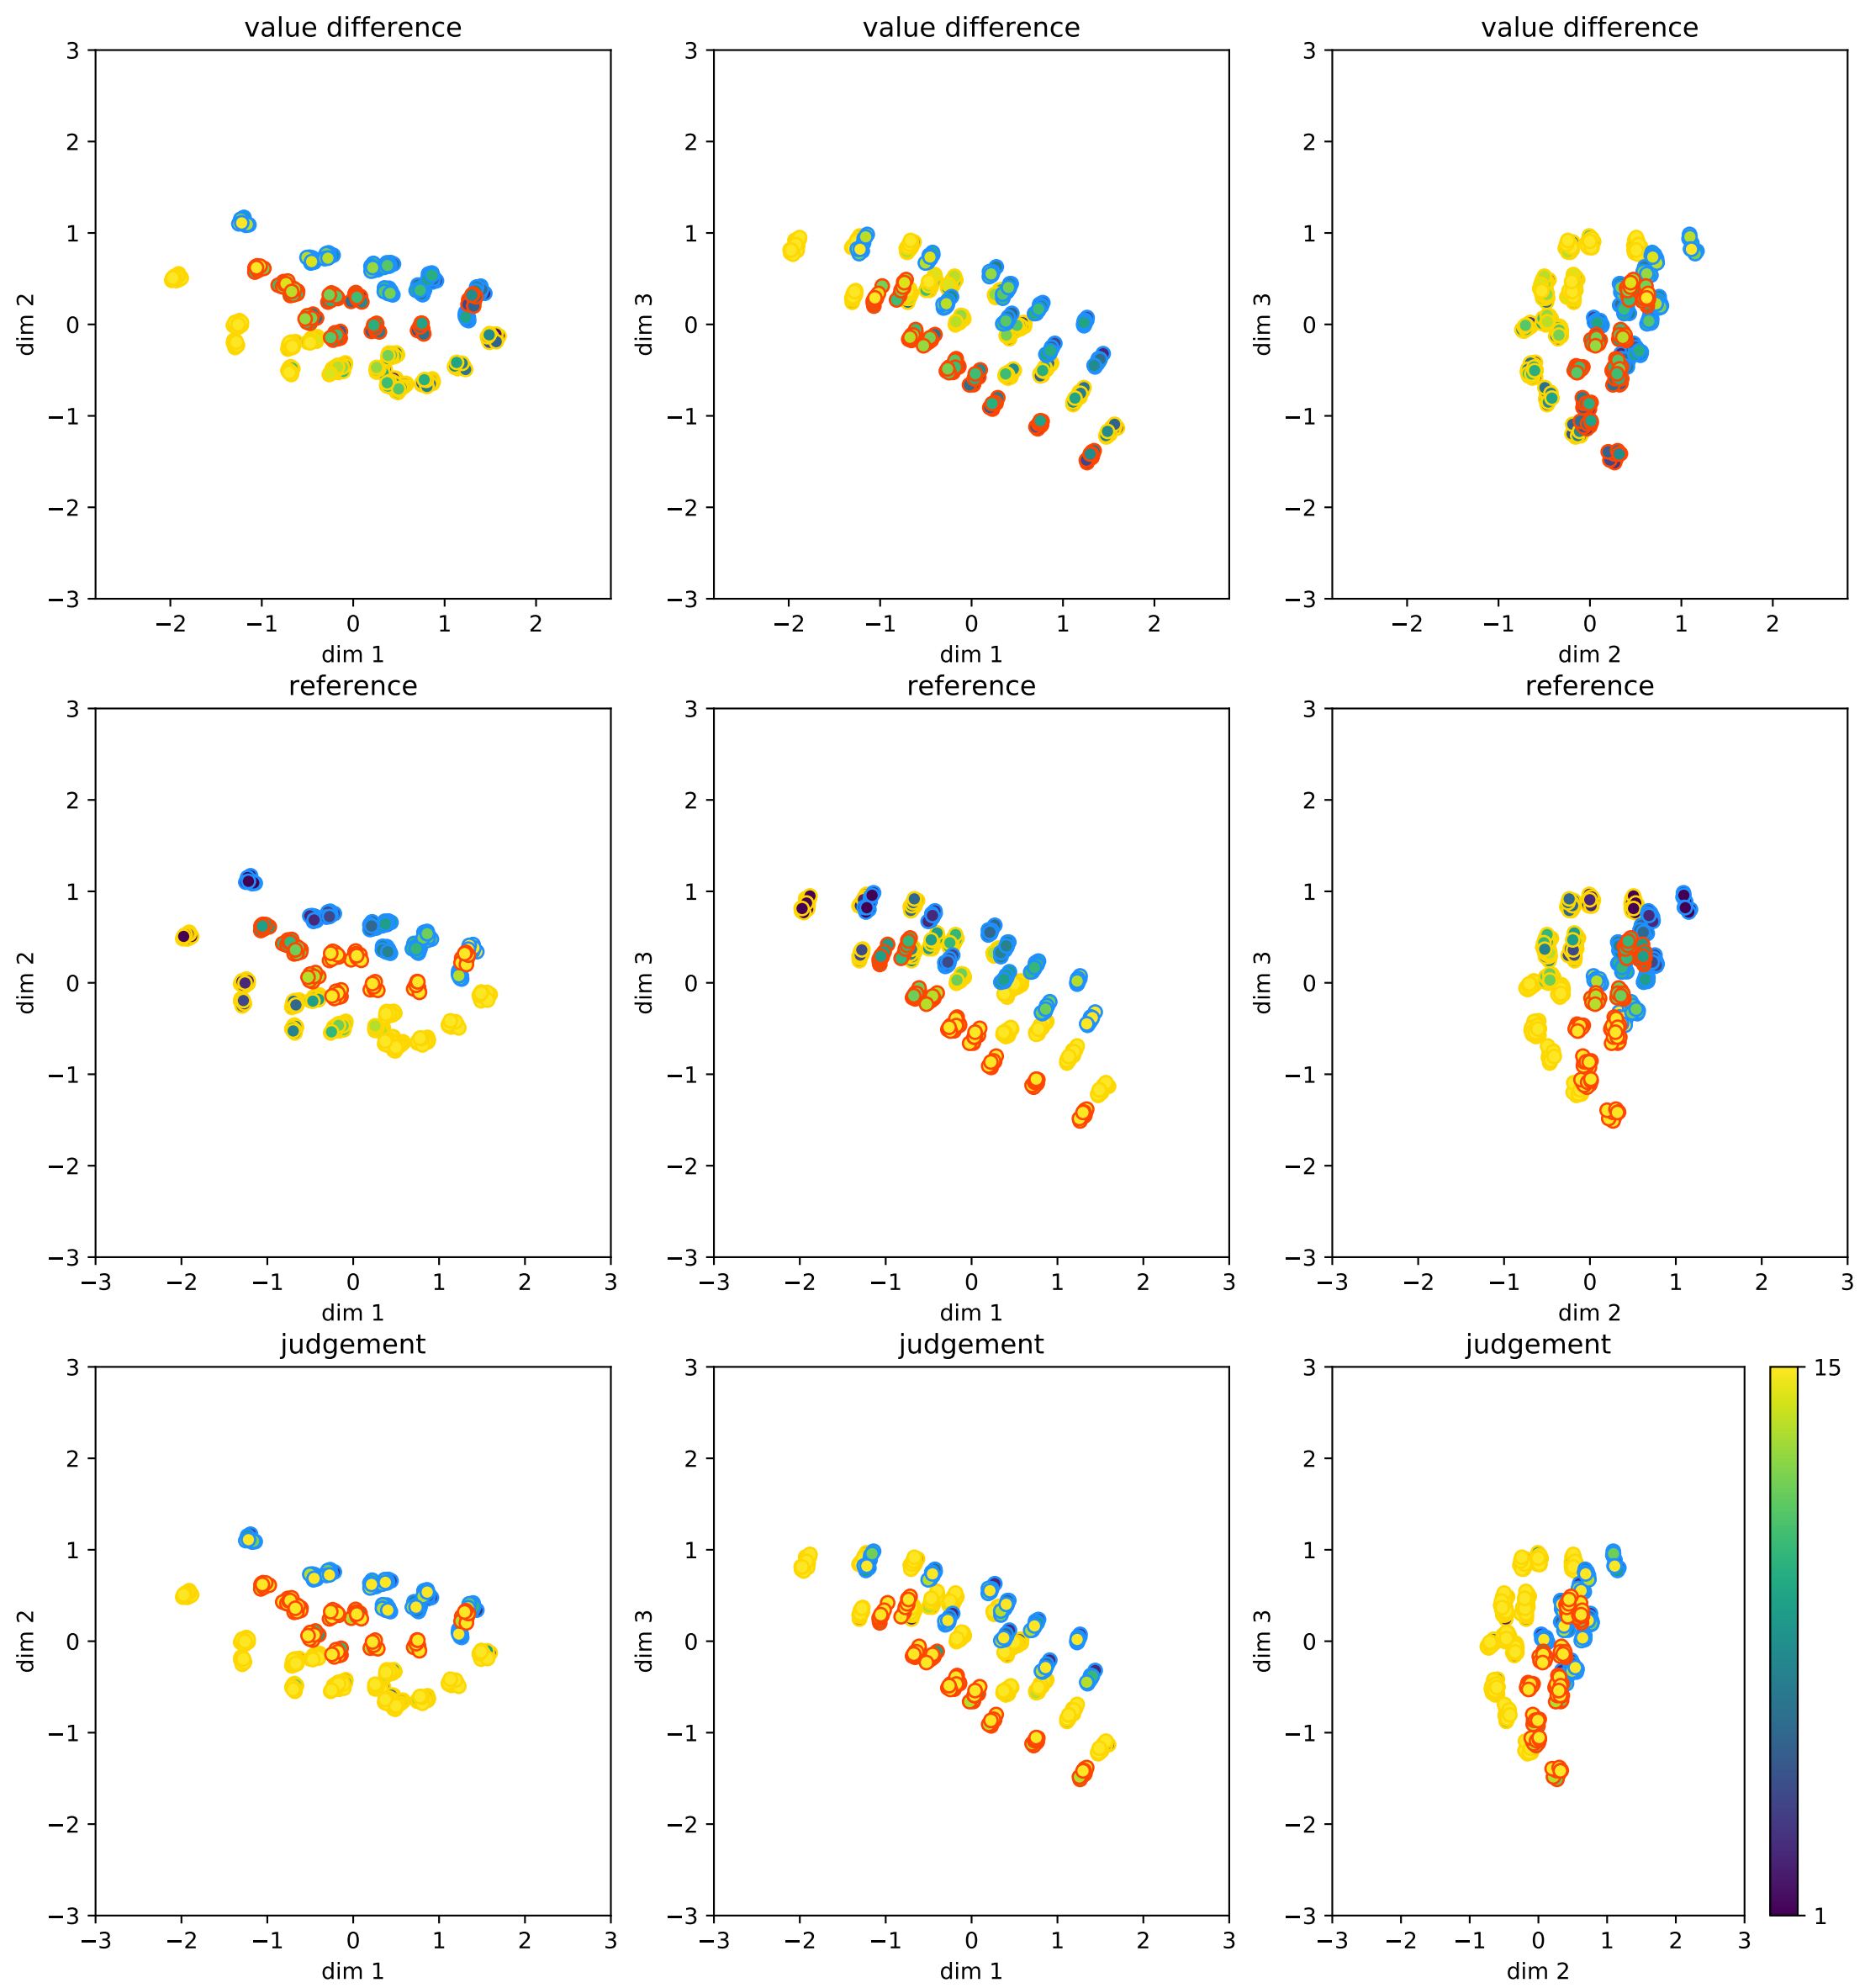 value difference value difference value difference
3 3 3
2 2 2
1 1 1
dim 2 0 dim 3 0 dim 3 0
−1 −1 −1
−2 −2 −2
−3 −3 −3
−2 −1 0 1 2 −2 −1 0 1 2 −2 −1 0 1 2
dim 1 dim 1 dim 2
reference reference reference
3 3 3
2 2 2
1 1 1
dim 2 0 dim 3 0 dim 3 0
−1 −1 −1
−2 −2 −2
−3 −3 −3
−3 −2 −1 0 1 2 3 −3 −2 −1 0 1 2 3 −3 −2 −1 0 1 2 3
dim 1 dim 1 dim 2
judgement judgement judgement
3 3 3 15
2 2 2
1 1 1
dim 2 0 dim 3 0 dim 3 0
−1 −1 −1
−2 −2 −2
−3 −3 −3 1
−3 −2 −1 0 1 2 3 −3 −2 −1 0 1 2 3 −3 −2 −1 0 1 2 3
dim 1 dim 1 dim 2